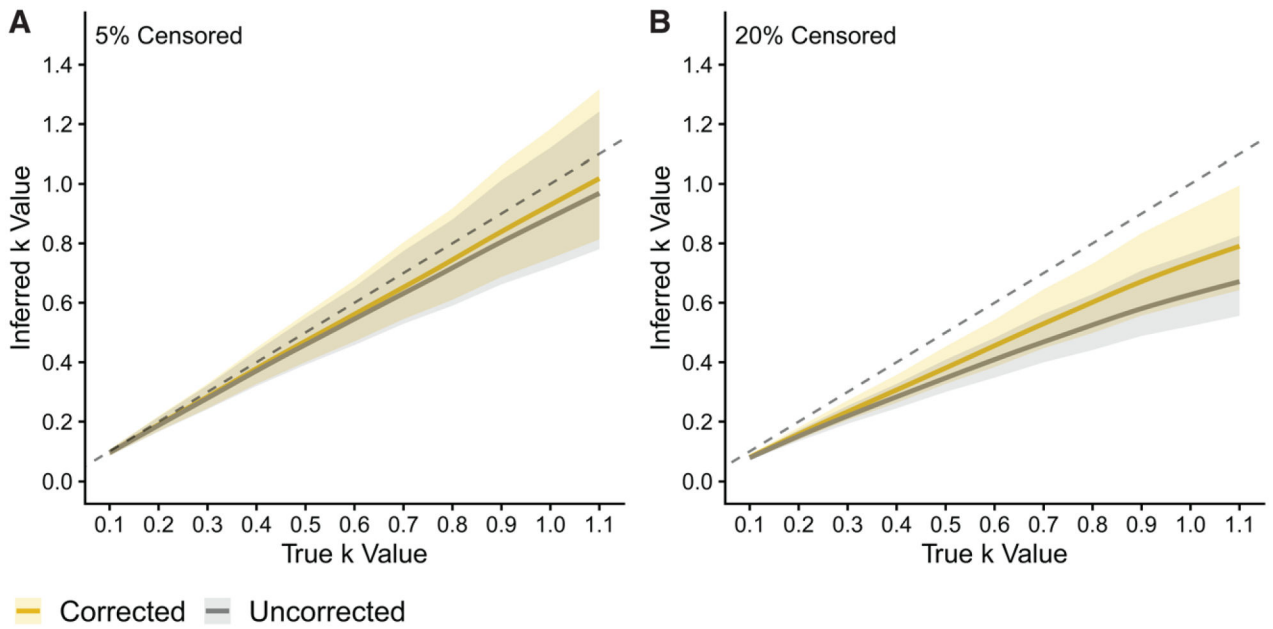 A
5% Censored
1.4
1.2
1.0
0.8
0.6
0.4
0.2
0.0
Inferred k Value
0.1 0.2 0.3 0.4 0.5 0.6 0.7 0.8 0.9 1.0 1.1
True k Value
B
20% Censored
1.4
1.2
1.0
0.8
0.6
0.4
0.2
0.0
Inferred k Value
0.1 0.2 0.3 0.4 0.5 0.6 0.7 0.8 0.9 1.0 1.1
True k Value
Corrected Uncorrected